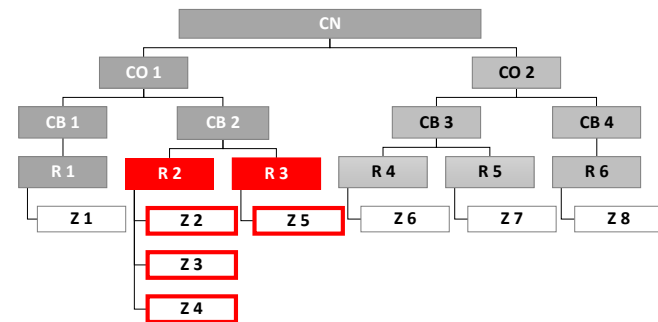 CN
CO 1
CO 2
CB 1
CB 2
CB 3
CB 4
R 1
R 2
R 3
R 4
R 5
R 6
Z 1
Z 2
Z 5
Z 6
Z 7
Z 8
Z 3
Z 4